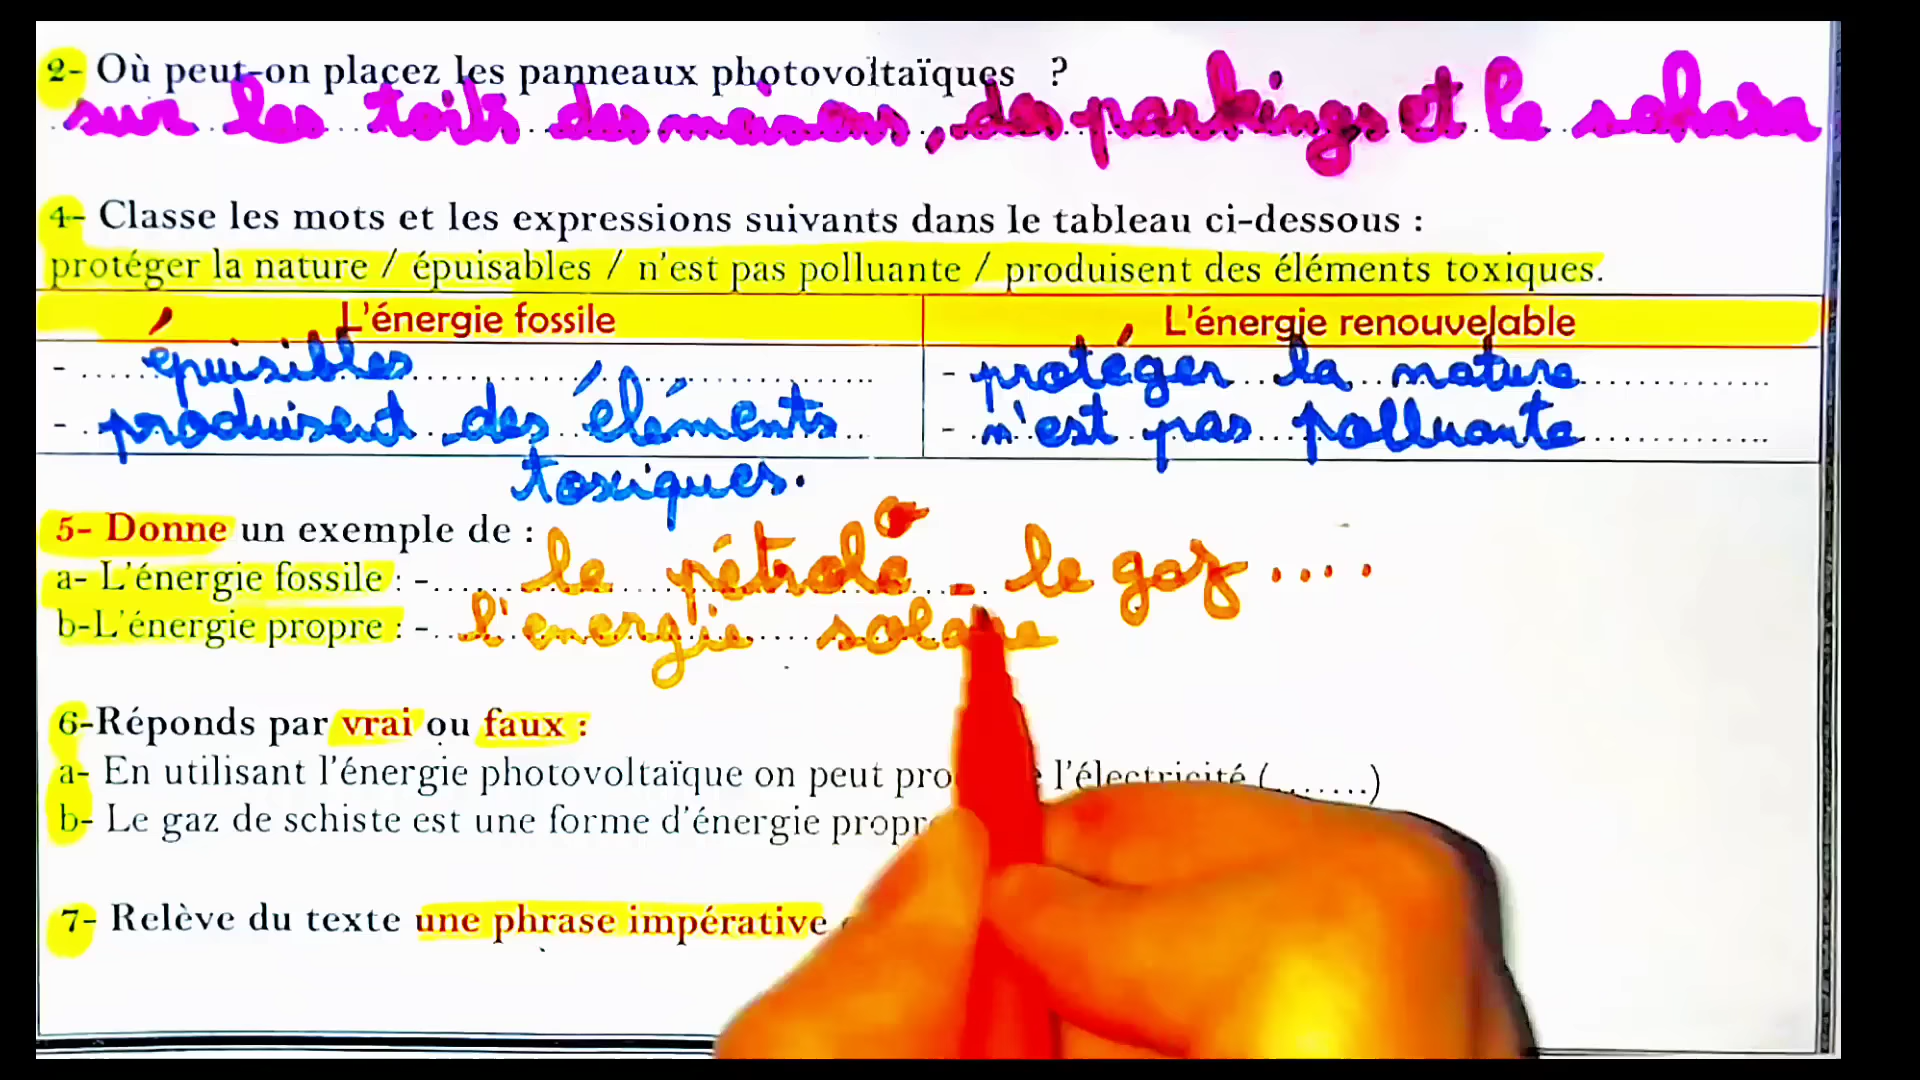 2- Où peut-on placez les panneaux photovoltaïques ?
sur les toits des maisons, des parkings et le sahara
4- Classe les mots et les expressions suivants dans le tableau ci-dessous :
protéger la nature / épuisables / n'est pas polluante / produisent des éléments toxiques.
L'énergie fossile
L'énergie renouvelable
- épuisibles
- protéger la nature
- produisent des éléments
toxiques.
- n'est pas polluante
5- Donne un exemple de :
a- L'énergie fossile : - le pétrole - le gaz ....
b-L'énergie propre : - l'energie
6-Réponds par vrai ou faux :
a- En utilisant l'énergie photovoltaïque on peut l'électricité (.......)
b- Le gaz de schiste est une forme d'énergie
7- Relève du texte une phrase impérative